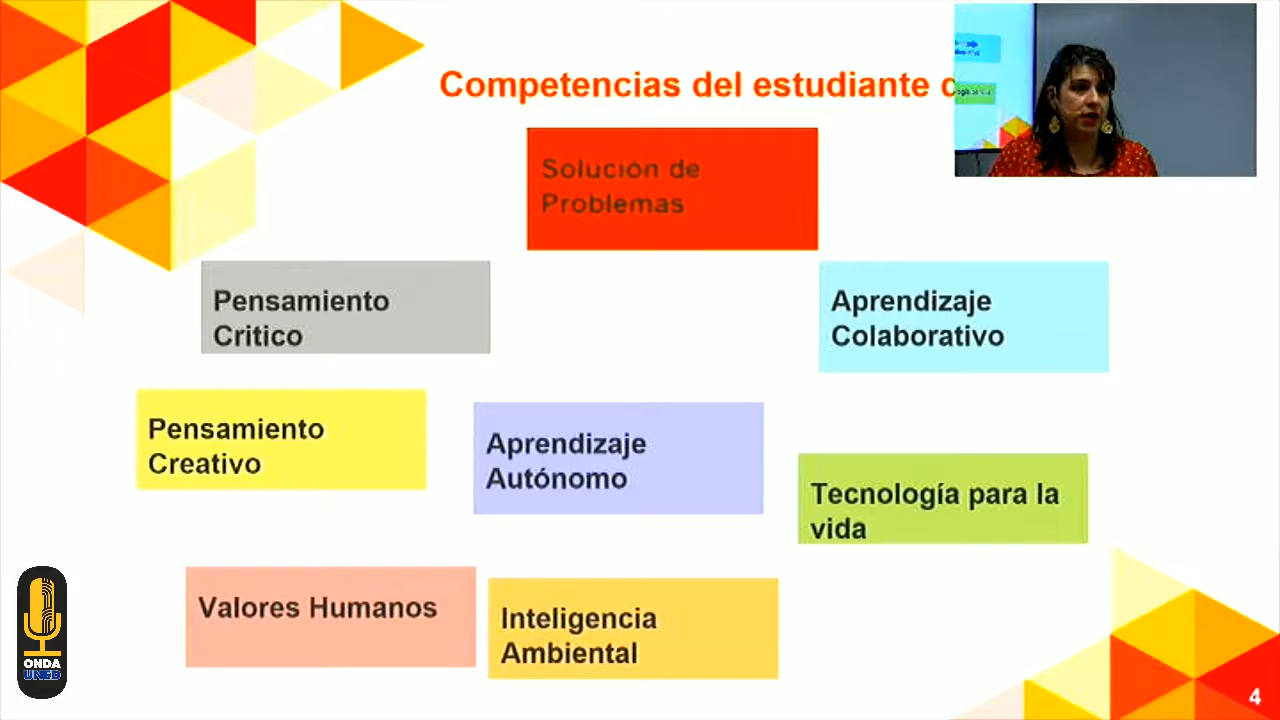 Competencias del estudiante
Solución de
Problemas
Pensamiento
Critico
Aprendizaje
Colaborativo
Pensamiento
Creativo
Aprendizaje
Autónomo
Tecnología para la
vida
Valores Humanos
Inteligencia
Ambiental
ONDA
UNED
4